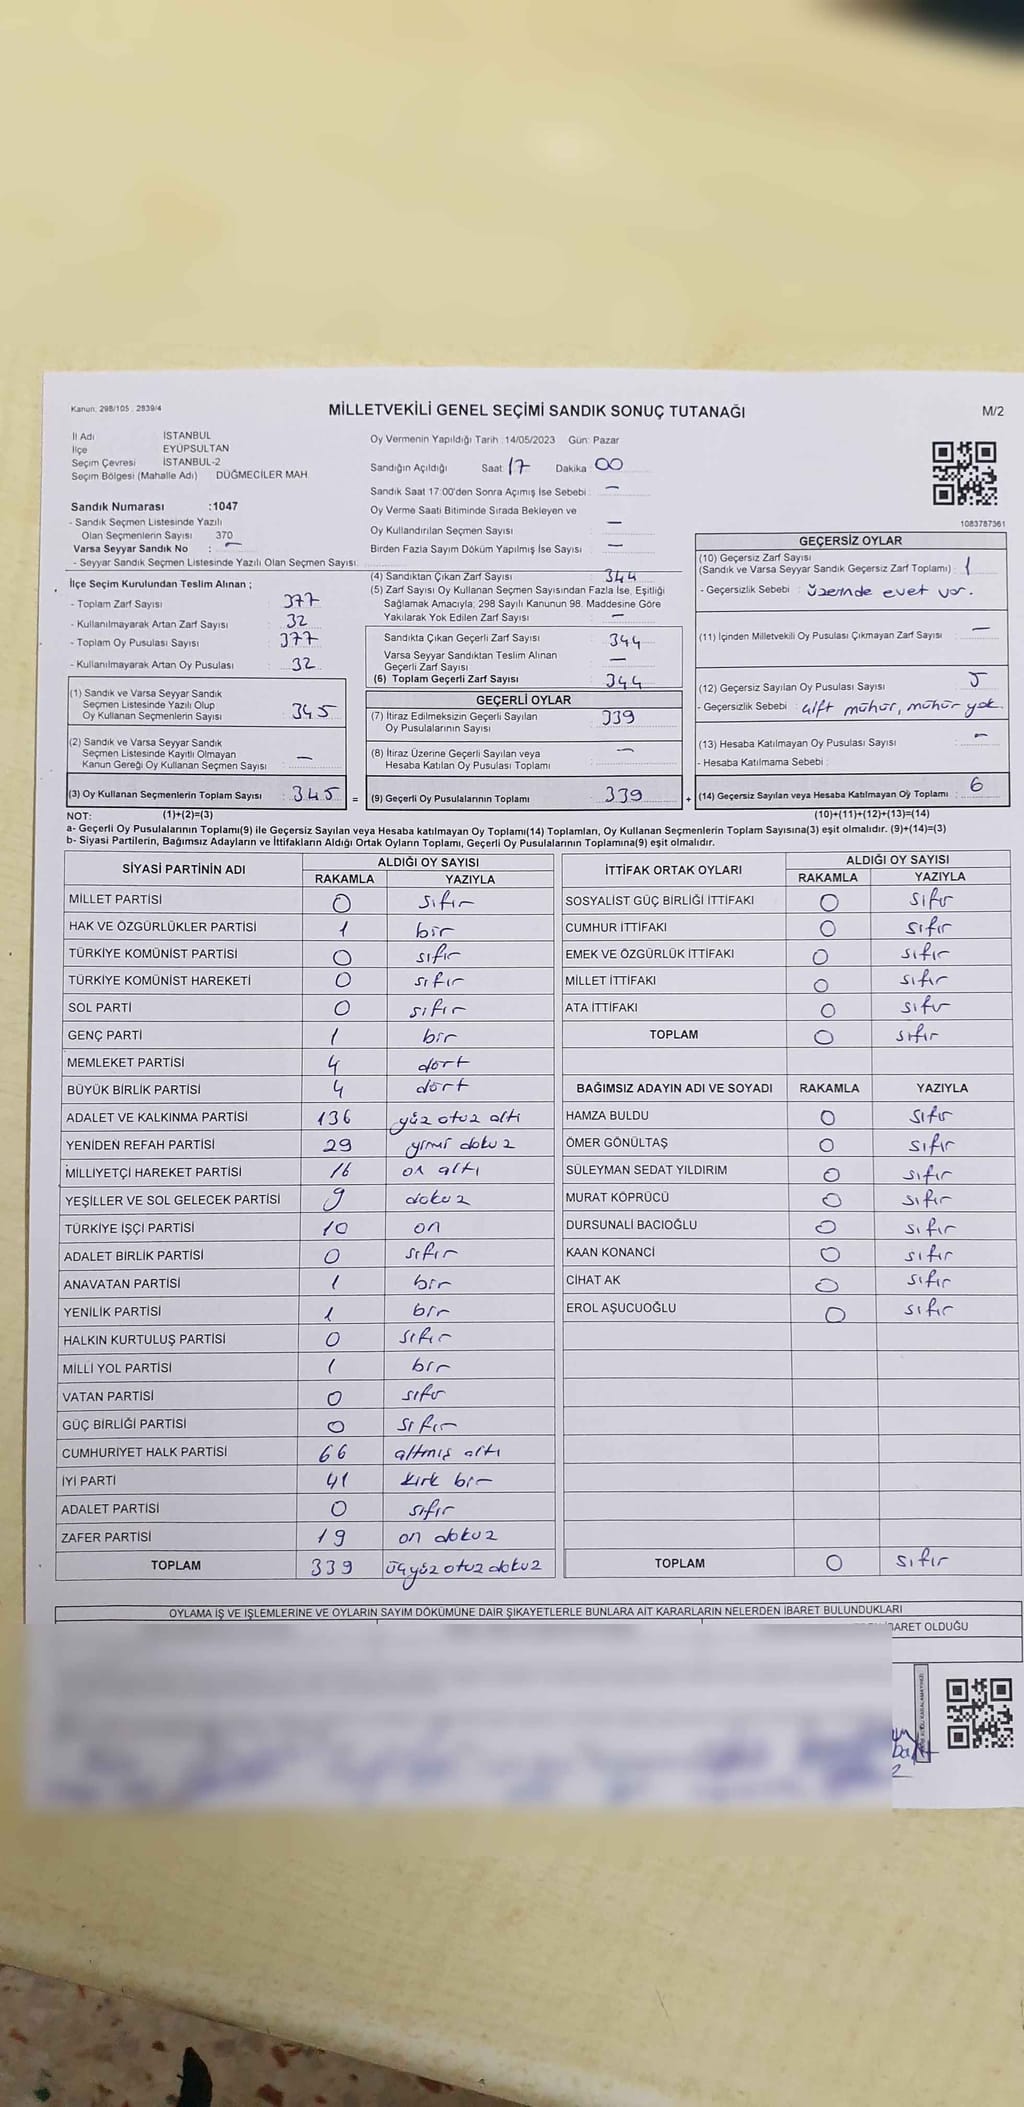 Kanun: 298/105 , 2839/4
MİLLETVEKİLİ GENEL SEÇİMİ SANDIK SONUÇ TUTANAĞI
M/2
İl Adı İSTANBUL
İlçe EYÜPSULTAN
Seçim Çevresi İSTANBUL-2
Seçim Bölgesi (Mahalle Adı) DÜĞMECİLER MAH
Sandık Numarası :1047
- Sandık Seçmen Listesinde Yazılı
Olan Seçmenlerin Sayısı 370
Varsa Seyyar Sandık No : –
- Seyyar Sandık Seçmen Listesinde Yazılı Olan Seçmen Sayısı
Oy Vermenin Yapıldığı Tarih 14/05/2023 Gün: Pazar
Sandığın Açıldığı Saat 17 Dakika 00
Sandık Saat 17:00'den Sonra Açımış İse Sebebi : –
Oy Verme Saati Bitiminde Sırada Bekleyen ve
Oy Kullandırılan Seçmen Sayısı –
Birden Fazla Sayım Döküm Yapılmış İse Sayısı –
1083787361
İlçe Seçim Kurulundan Teslim Alınan ;
- Toplam Zarf Sayısı : 377
- Kullanılmayarak Artan Zarf Sayısı : 32
- Toplam Oy Pusulası Sayısı : 377
- Kullanılmayarak Artan Oy Pusulası : 32
(1) Sandık ve Varsa Seyyar Sandık
Seçmen Listesinde Yazılı Olup
Oy Kullanan Seçmenlerin Sayısı : 345
(2) Sandık ve Varsa Seyyar Sandık
Seçmen Listesinde Kayıtlı Olmayan
Kanun Gereği Oy Kullanan Seçmen Sayısı : –
(3) Oy Kullanan Seçmenlerin Toplam Sayısı : 345 =
(4) Sandıktan Çıkan Zarf Sayısı : 344
(5) Zarf Sayısı Oy Kullanan Seçmen Sayısından Fazla İse, Eşitliği
Sağlamak Amacıyla; 298 Sayılı Kanunun 98. Maddesine Göre
Yakılarak Yok Edilen Zarf Sayısı : –
Sandıkta Çıkan Geçerli Zarf Sayısı : 344
Varsa Seyyar Sandıktan Teslim Alınan
Geçerli Zarf Sayısı : –
(6) Toplam Geçerli Zarf Sayısı : 344
GEÇERLİ OYLAR
(7) İtiraz Edilmeksizin Geçerli Sayılan
Oy Pusulalarının Sayısı : 339
(8) İtiraz Üzerine Geçerli Sayılan veya
Hesaba Katılan Oy Pusulası Toplamı : –
(9) Geçerli Oy Pusulalarının Toplamı : 339 +
GEÇERSİZ OYLAR
(10) Geçersiz Zarf Sayısı
(Sandık ve Varsa Seyyar Sandık Geçersiz Zarf Toplamı) : 1
- Geçersizlik Sebebi : üzerinde evet var.
(11) İçinden Milletvekili Oy Pusulası Çıkmayan Zarf Sayısı : –
(12) Geçersiz Sayılan Oy Pusulası Sayısı : 5
- Geçersizlik Sebebi : çift mühür, mühür yok.
(13) Hesaba Katılmayan Oy Pusulası Sayısı : –
- Hesaba Katılmama Sebebi
(14) Geçersiz Sayılan veya Hesaba Katılmayan Oy Toplamı : 6
NOT: (1)+(2)=(3) (10)+(11)+(12)+(13)=(14)
a- Geçerli Oy Pusulalarının Toplamı(9) ile Geçersiz Sayılan veya Hesaba katılmayan Oy Toplamı(14) Toplamları, Oy Kullanan Seçmenlerin Toplam Sayısına(3) eşit olmalıdır. (9)+(14)=(3)
b- Siyasi Partilerin, Bağımsız Adayların ve İttifakların Aldığı Ortak Oyların Toplamı, Geçerli Oy Pusulalarının Toplamına(9) eşit olmalıdır.
SİYASİ PARTİNİN ADI ALDIĞI OY SAYISI
RAKAMLA YAZIYLA
MİLLET PARTİSİ 0 sıfır
HAK VE ÖZGÜRLÜKLER PARTİSİ 1 bir
TÜRKİYE KOMÜNİST PARTİSİ 0 sıfır
TÜRKİYE KOMÜNİST HAREKETİ 0 sıfır
SOL PARTİ 0 sıfır
GENÇ PARTİ 1 bir
MEMLEKET PARTİSİ 4 dört
BÜYÜK BİRLİK PARTİSİ 4 dört
ADALET VE KALKINMA PARTİSİ 136 yüz otuz altı
YENİDEN REFAH PARTİSİ 29 yirmi dokuz
MİLLİYETÇİ HAREKET PARTİSİ 16 on altı
YEŞİLLER VE SOL GELECEK PARTİSİ 9 dokuz
TÜRKİYE İŞÇİ PARTİSİ 10 on
ADALET BİRLİK PARTİSİ 0 sıfır
ANAVATAN PARTİSİ 1 bir
YENİLİK PARTİSİ 1 bir
HALKIN KURTULUŞ PARTİSİ 0 sıfır
MİLLİ YOL PARTİSİ 1 bir
VATAN PARTİSİ 0 sıfır
GÜÇ BİRLİĞİ PARTİSİ 0 sıfır
CUMHURİYET HALK PARTİSİ 66 altmış altı
İYİ PARTİ 41 kırk bir
ADALET PARTİSİ 0 sıfır
ZAFER PARTİSİ 19 on dokuz
TOPLAM 339 üçyüz otuz dokuz
İTTİFAK ORTAK OYLARI ALDIĞI OY SAYISI
RAKAMLA YAZIYLA
SOSYALİST GÜÇ BİRLİĞİ İTTİFAKI 0 sıfır
CUMHUR İTTİFAKI 0 sıfır
EMEK VE ÖZGÜRLÜK İTTİFAKI 0 sıfır
MİLLET İTTİFAKI 0 sıfır
ATA İTTİFAKI 0 sıfır
TOPLAM 0 sıfır
BAĞIMSIZ ADAYIN ADI VE SOYADI RAKAMLA YAZIYLA
HAMZA BULDU 0 sıfır
ÖMER GÖNÜLTAŞ 0 sıfır
SÜLEYMAN SEDAT YILDIRIM 0 sıfır
MURAT KÖPRÜCÜ 0 sıfır
DURSUNALİ BACIOĞLU 0 sıfır
KAAN KONANCİ 0 sıfır
CİHAT AK 0 sıfır
EROL AŞUCUOĞLU 0 sıfır
TOPLAM 0 sıfır
OYLAMA İŞ VE İŞLEMLERİNE VE OYLARIN SAYIM DÖKÜMÜNE DAİR ŞİKAYETLERLE BUNLARA AİT KARARLARIN NELERDEN İBARET BULUNDUKLARI
BARET OLDUĞU